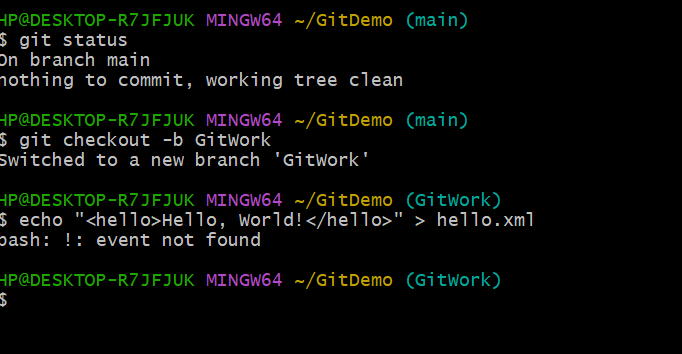 HP@DESKTOP-R7JFJUK MINGW64 ~/GitDemo (main)
$ git status
On branch main
nothing to commit, working tree clean
HP@DESKTOP-R7JFJUK MINGW64 ~/GitDemo (main)
$ git checkout -b GitWork
Switched to a new branch 'GitWork'
HP@DESKTOP-R7JFJUK MINGW64 ~/GitDemo (GitWork)
$ echo "<hello>Hello, World!</hello>" > hello.xml
bash: !: event not found
HP@DESKTOP-R7JFJUK MINGW64 ~/GitDemo (GitWork)
$